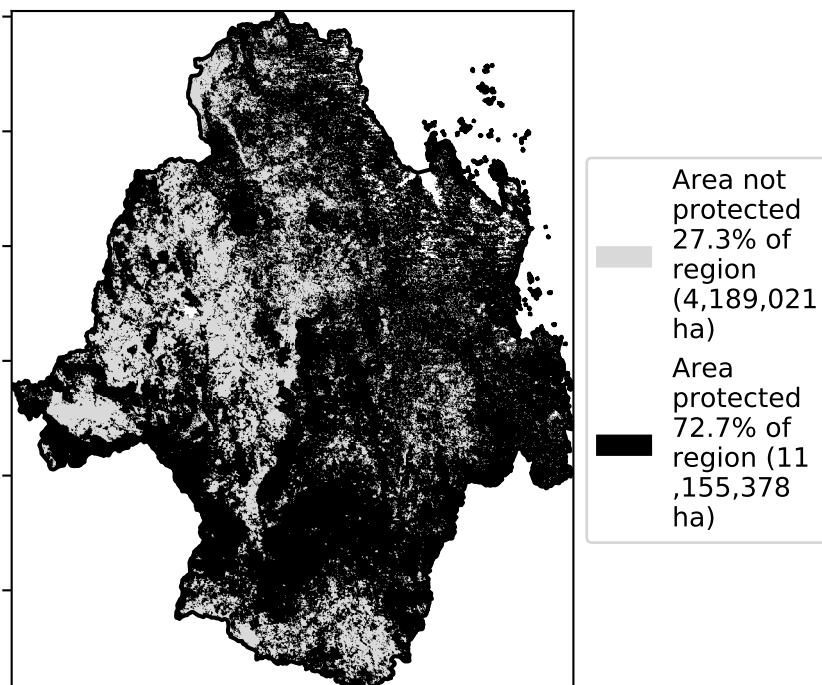 Area not
protected
27.3% of
region
(4,189,021
ha)
Area
protected
72.7% of
region (11
,155,378
ha)